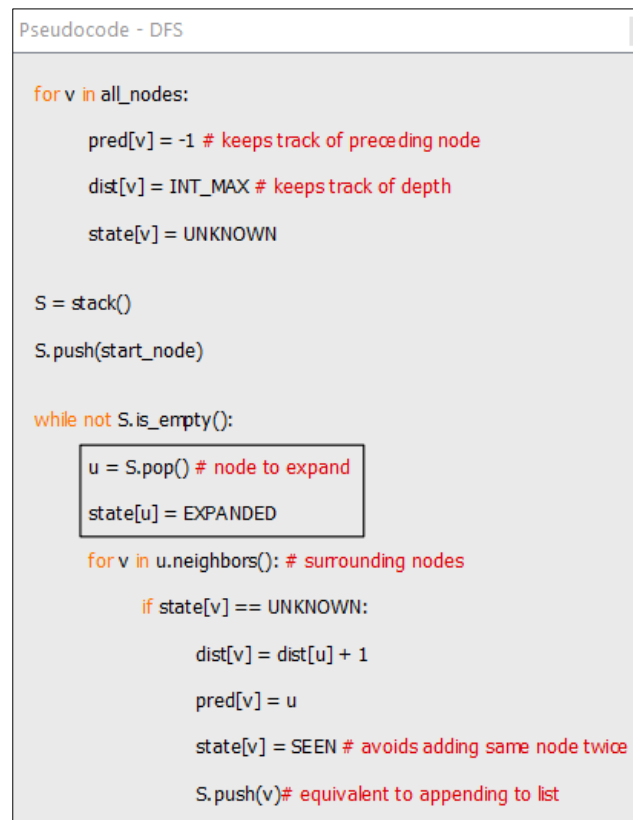 Pseudocode - DFS
for v in all_nodes:
pred[v] = -1 # keeps track of preceding node
dist[v] = INT_MAX # keeps track of depth
state[v] = UNKNOWN
S = stack()
S.push(start_node)
while not S.is_empty():
u = S.pop() # node to expand
state[u] = EXPANDED
for v in u.neighbors(): # surrounding nodes
if state[v] == UNKNOWN:
dist[v] = dist[u] + 1
pred[v] = u
state[v] = SEEN # avoids adding same node twice
S.push(v)# equivalent to appending to list